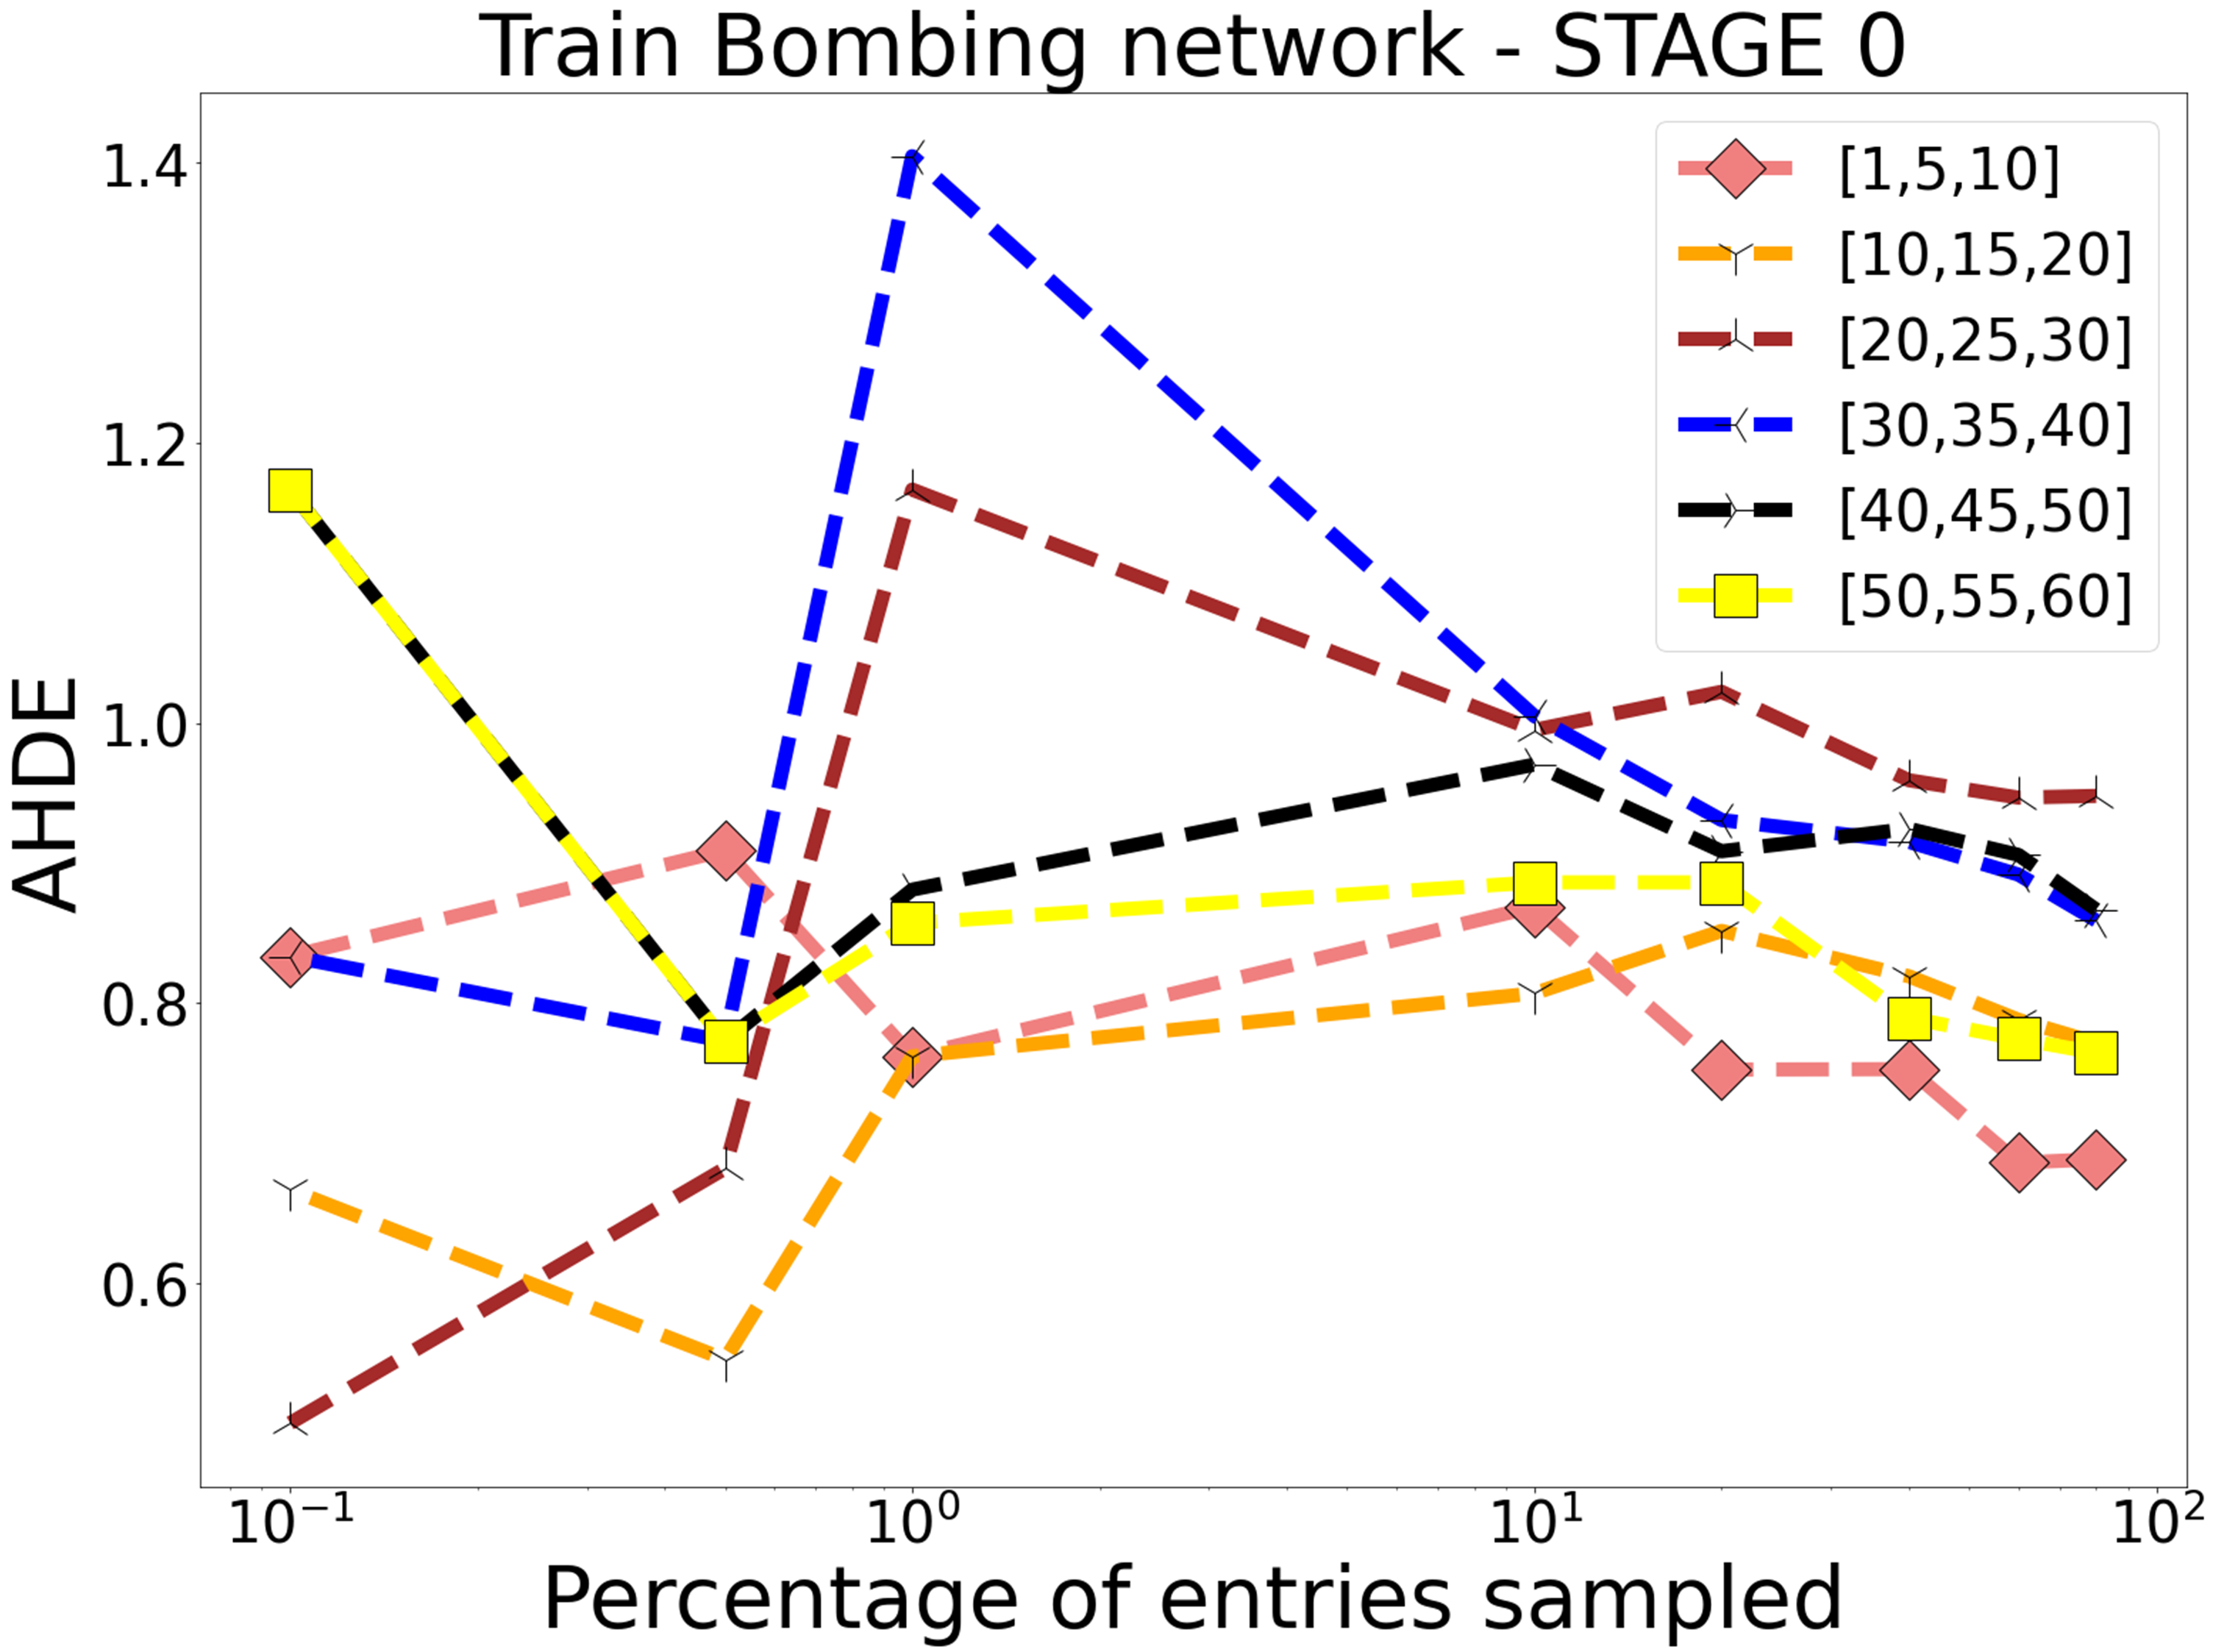 Train Bombing network - STAGE 0
AHDE
1.4
1.2
1.0
0.8
0.6
[1,5,10]
[10,15,20]
[20,25,30]
[30,35,40]
[40,45,50]
[50,55,60]
10⁻¹ 10⁰ 10¹ 10²
Percentage of entries sampled